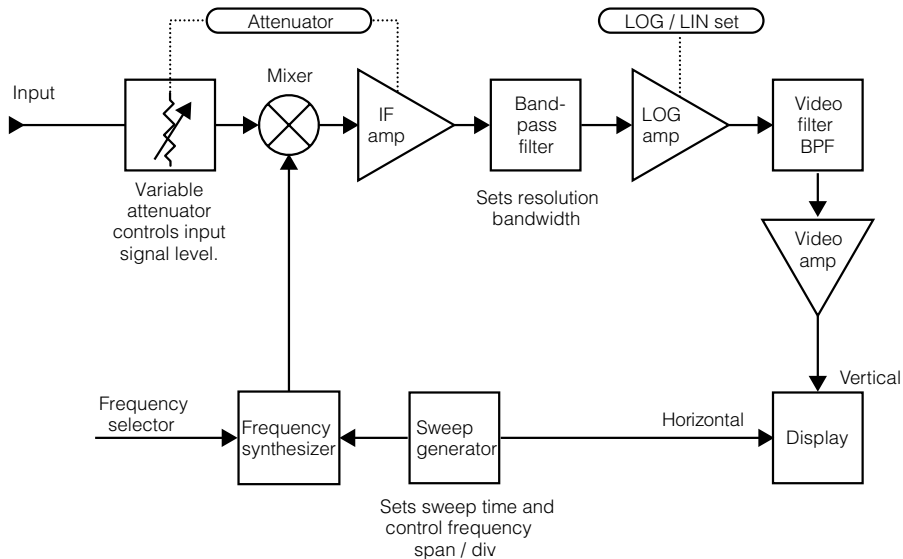 Attenuator
LOG / LIN set
Input
Mixer
IF
amp
Band-
pass
filter
LOG
amp
Video
filter
BPF
Variable
attenuator
controls input
signal level.
Sets resolution
bandwidth
Video
amp
Vertical
Frequency
selector
Frequency
synthesizer
Sweep
generator
Horizontal
Display
Sets sweep time and
control frequency
span / div